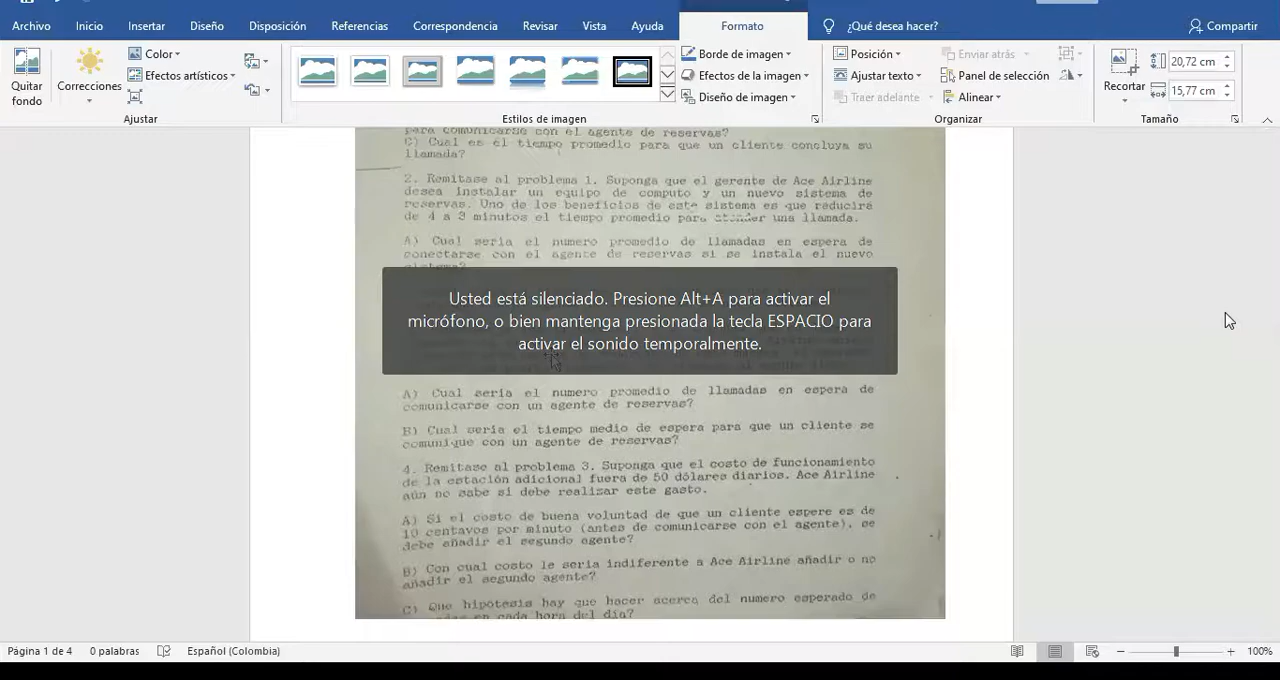 Archivo Inicio Insertar Diseño Disposición Referencias Correspondencia Revisar Vista Ayuda Formato ¿Qué desea hacer? Compartir
Quitar fondo
Correcciones
Color
Efectos artísticos
Ajustar
Estilos de imagen
Borde de imagen
Efectos de la imagen
Diseño de imagen
Posición
Ajustar texto
Traer adelante
Enviar atrás
Panel de selección
Alinear
Organizar
Recortar
20,72 cm
15,77 cm
Tamaño
para comunicarse con el agente de reservas?
C) Cual es el tiempo promedio para que un cliente concluya su
llamada?
2. Remitase al problema 1. Suponga que el gerente de Ace Airline
desea instalar un equipo de computo y un nuevo sistema de
reservas. Uno de los beneficios de este sistema es que reducira
de 4 a 3 minutos el tiempo promedio para atender una llamada.
A) Cual seria el numero promedio de llamadas en espera de
conectarse con el agente de reservas si se instala el nuevo
Usted está silenciado. Presione Alt+A para activar el
micrófono, o bien mantenga presionada la tecla ESPACIO para
activar el sonido temporalmente.
A) Cual seria el numero promedio de llamadas en espera de
comunicarse con un agente de reservas?
B) Cual seria el tiempo medio de espera para que un cliente se
comunique con un agente de reservas?
4. Remitase al problema 3. Suponga que el costo de funcionamiento
de la estación adicional fuera de 50 dólares diarios. Ace Airline
aún no sabe si debe realizar este gasto.
A) Si el costo de buena voluntad de que un cliente espere es de
10 centavos por minuto (antes de comunicarse con el agente), se
debe añadir el segundo agente?
B) Con cual costo le seria indiferente a Ace Airline añadir o no
añadir el segundo agente?
C) Que hipótesis hay que hacer acerca del numero esperado de
en cada hora del dia?
Página 1 de 4 0 palabras Español (Colombia) 100%